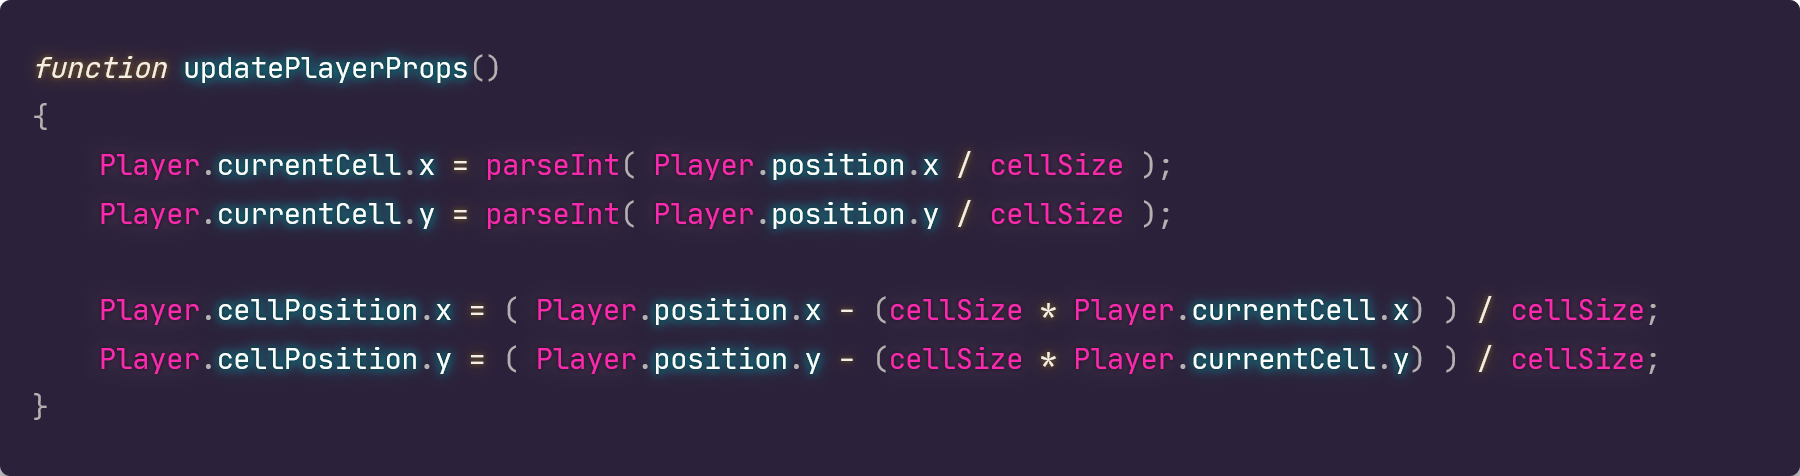 function updatePlayerProps()
{
    Player.currentCell.x = parseInt( Player.position.x / cellSize );
    Player.currentCell.y = parseInt( Player.position.y / cellSize );

    Player.cellPosition.x = ( Player.position.x - (cellSize * Player.currentCell.x) ) / cellSize;
    Player.cellPosition.y = ( Player.position.y - (cellSize * Player.currentCell.y) ) / cellSize;
}